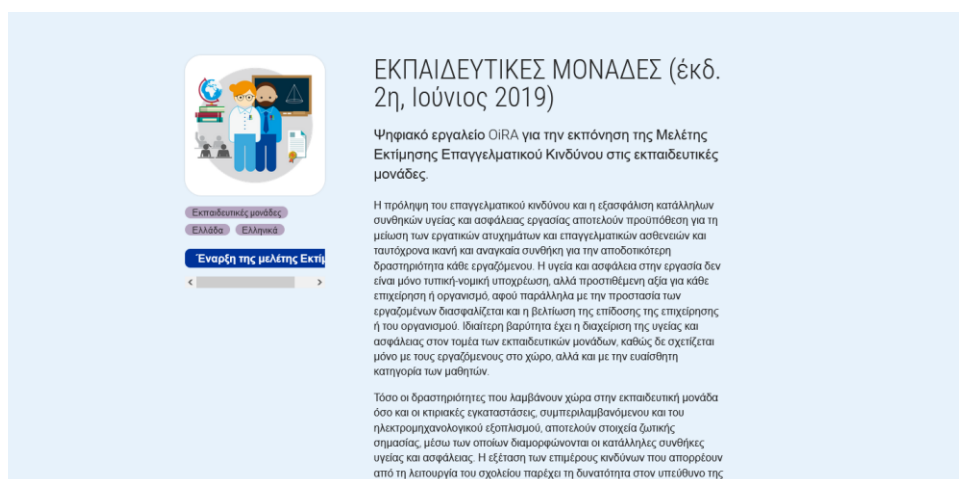 ΕΚΠΑΙΔΕΥΤΙΚΕΣ ΜΟΝΑΔΕΣ (έκδ.
2η, Ιούνιος 2019)
Ψηφιακό εργαλείο OiRA για την εκπόνηση της Μελέτης
Εκτίμησης Επαγγελματικού Κινδύνου στις εκπαιδευτικές
μονάδες.
Εκπαιδευτικές μονάδες
Ελλάδα Ελληνικά
Έναρξη της μελέτης Εκτίμ
Η πρόληψη του επαγγελματικού κινδύνου και η εξασφάλιση κατάλληλων
συνθηκών υγείας και ασφάλειας εργασίας αποτελούν προϋπόθεση για τη
μείωση των εργατικών ατυχημάτων και επαγγελματικών ασθενειών και
ταυτόχρονα ικανή και αναγκαία συνθήκη για την αποδοτικότερη
δραστηριότητα κάθε εργαζόμενου. Η υγεία και ασφάλεια στην εργασία δεν
είναι μόνο τυπική-νομική υποχρέωση, αλλά προστιθέμενη αξία για κάθε
επιχείρηση ή οργανισμό, αφού παράλληλα με την προστασία των
εργαζομένων διασφαλίζεται και η βελτίωση της επίδοσης της επιχείρησης
ή του οργανισμού. Ιδιαίτερη βαρύτητα έχει η διαχείριση της υγείας και
ασφάλειας στον τομέα των εκπαιδευτικών μονάδων, καθώς δε σχετίζεται
μόνο με τους εργαζόμενους στο χώρο, αλλά και με την ευαίσθητη
κατηγορία των μαθητών.
Τόσο οι δραστηριότητες που λαμβάνουν χώρα στην εκπαιδευτική μονάδα
όσο και οι κτιριακές εγκαταστάσεις, συμπεριλαμβανόμενου και του
ηλεκτρομηχανολογικού εξοπλισμού, αποτελούν στοιχεία ζωτικής
σημασίας, μέσω των οποίων διαμορφώνονται οι κατάλληλες συνθήκες
υγείας και ασφάλειας. Η εξέταση των επιμέρους κινδύνων που απορρέουν
από τη λειτουργία του σχολείου παρέχει τη δυνατότητα στον υπεύθυνο της